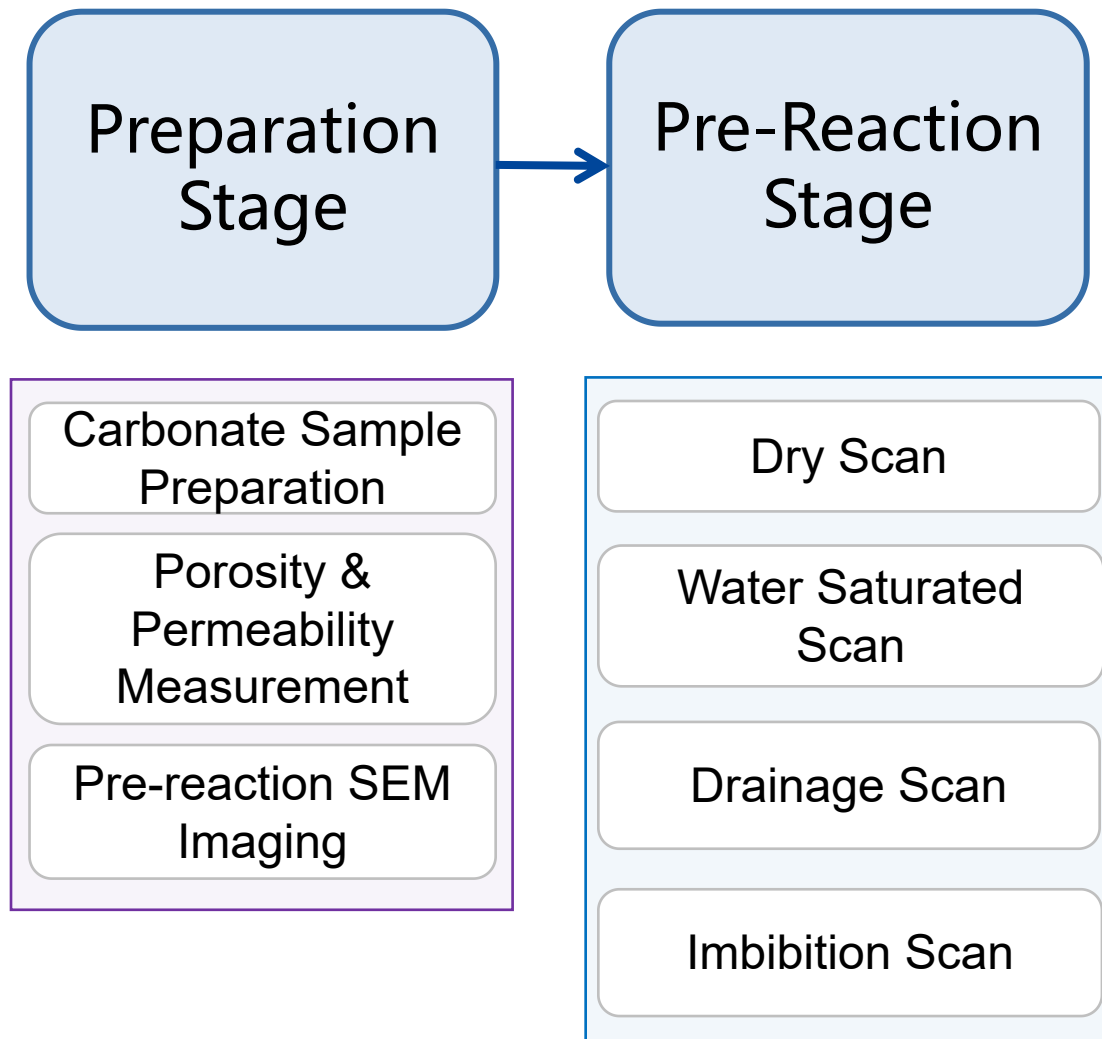 Preparation
Stage
Pre-Reaction
Stage
Carbonate Sample
Preparation
Porosity &
Permeability
Measurement
Pre-reaction SEM
Imaging
Dry Scan
Water Saturated
Scan
Drainage Scan
Imbibition Scan